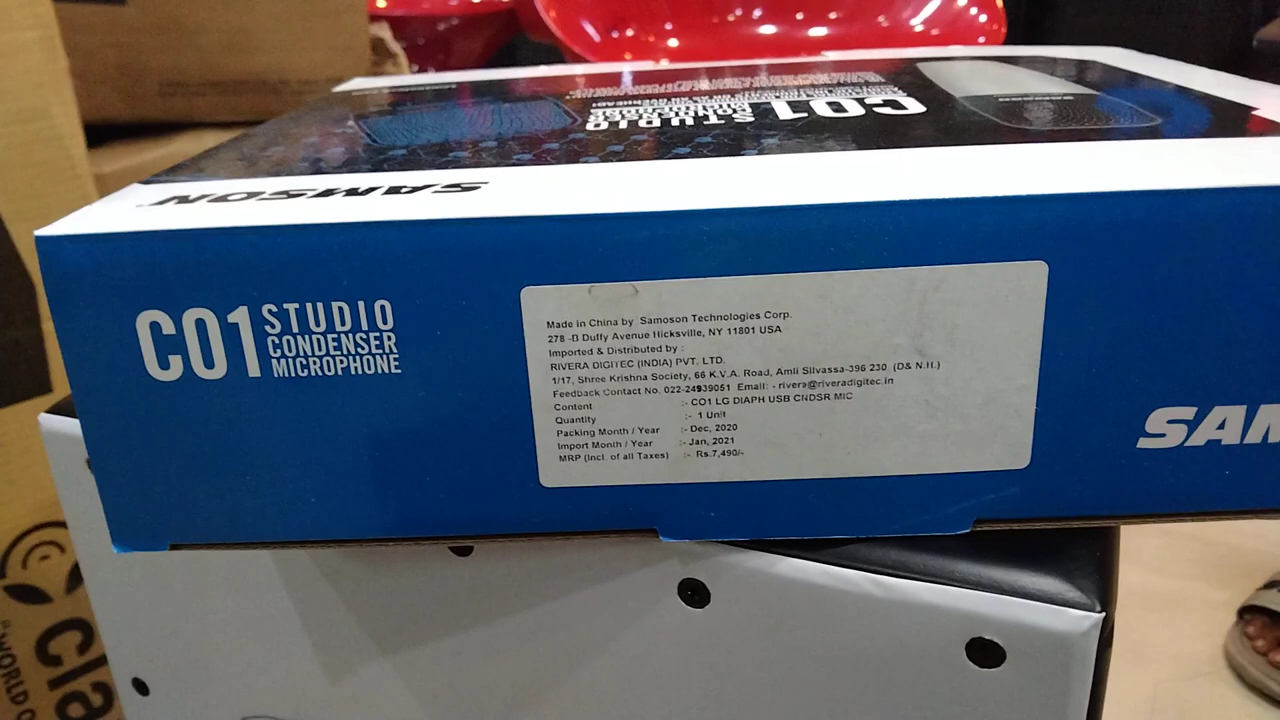 C01
STUDIO
CONDENSER
SAMSON
C01 STUDIO
CONDENSER
MICROPHONE
Made in China by Samoson Technologies Corp.
278 -B Duffy Avenue Hicksville, NY 11801 USA
Imported & Distributed by :
RIVERA DIGITEC (INDIA) PVT. LTD.
1/17, Shree Krishna Society, 66 K.V.A. Road, Amli Silvassa-396 230 (D& N.H.)
Feedback Contact No. 022-24939051 Email: - rivera@riveradigitec.in
Content :- CO1 LG DIAPH USB CNDSR MIC
Quantity :- 1 Unit
Packing Month / Year :- Dec, 2020
Import Month / Year :- Jan, 2021
MRP (Incl. of all Taxes) :- Rs.7,490/-
SAM
cla
"WORLD O